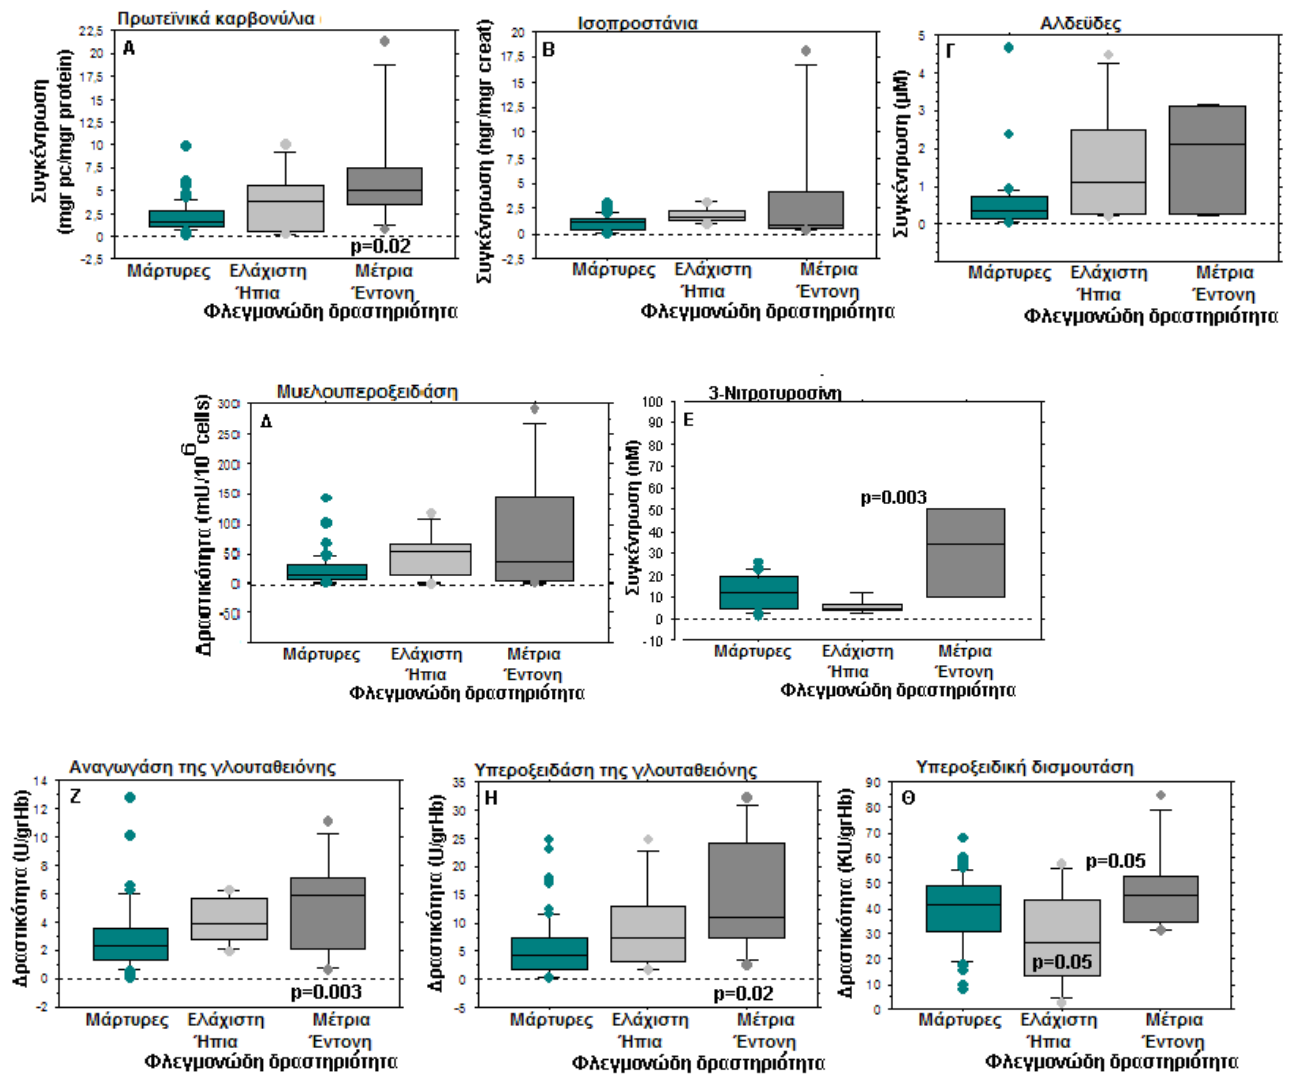 Πρωτεϊνικά καρβονύλια
Α
Συγκέντρωση
(mgr pc/mgr protein)
22,5
20
17,5
15
12,5
10
7,5
5
2,5
0
-2,5
p=0.02
Μάρτυρες Ελάχιστη Μέτρια
Ήπια Έντονη
Φλεγμονώδη δραστηριότητα
Ισοπροστάνια
Β
Συγκέντρωση (ngr/mgr creat)
20
17,5
15
12,5
10
7,5
5
2,5
0
-2,5
Μάρτυρες Ελάχιστη Μέτρια
Ήπια Έντονη
Φλεγμονώδη δραστηριότητα
Αλδεΰδες
Γ
Συγκέντρωση (μΜ)
5
4
3
2
1
0
-1
Μάρτυρες Ελάχιστη Μέτρια
Ήπια Έντονη
Φλεγμονώδη δραστηριότητα
Μυελουπεροξειδάση
Δ
Δραστικότητα (mU/10^6 cells)
300
250
200
150
100
50
0
-50
Μάρτυρες Ελάχιστη Μέτρια
Ήπια Έντονη
Φλεγμονώδη δραστηριότητα
3-Νιτροτυροσίνη
Ε
Συγκέντρωση (nM)
100
90
80
70
60
50
40
30
20
10
0
-10
p=0.003
Μάρτυρες Ελάχιστη Μέτρια
Ήπια Έντονη
Φλεγμονώδη δραστηριότητα
Αναγωγάση της γλουταθειόνης
Ζ
Δραστικότητα (U/grHb)
14
12
10
8
6
4
2
0
-2
p=0.003
Μάρτυρες Ελάχιστη Μέτρια
Ήπια Έντονη
Φλεγμονώδη δραστηριότητα
Υπεροξειδάση της γλουταθειόνης
Η
Δραστικότητα (U/grHb)
35
30
25
20
15
10
5
0
-5
p=0.02
Μάρτυρες Ελάχιστη Μέτρια
Ήπια Έντονη
Φλεγμονώδη δραστηριότητα
Υπεροξειδική δισμουτάση
Θ
Δραστικότητα (KU/grHb)
90
80
70
60
50
40
30
20
10
0
p=0.05
p=0.05
Μάρτυρες Ελάχιστη Μέτρια
Ήπια Έντονη
Φλεγμονώδη δραστηριότητα